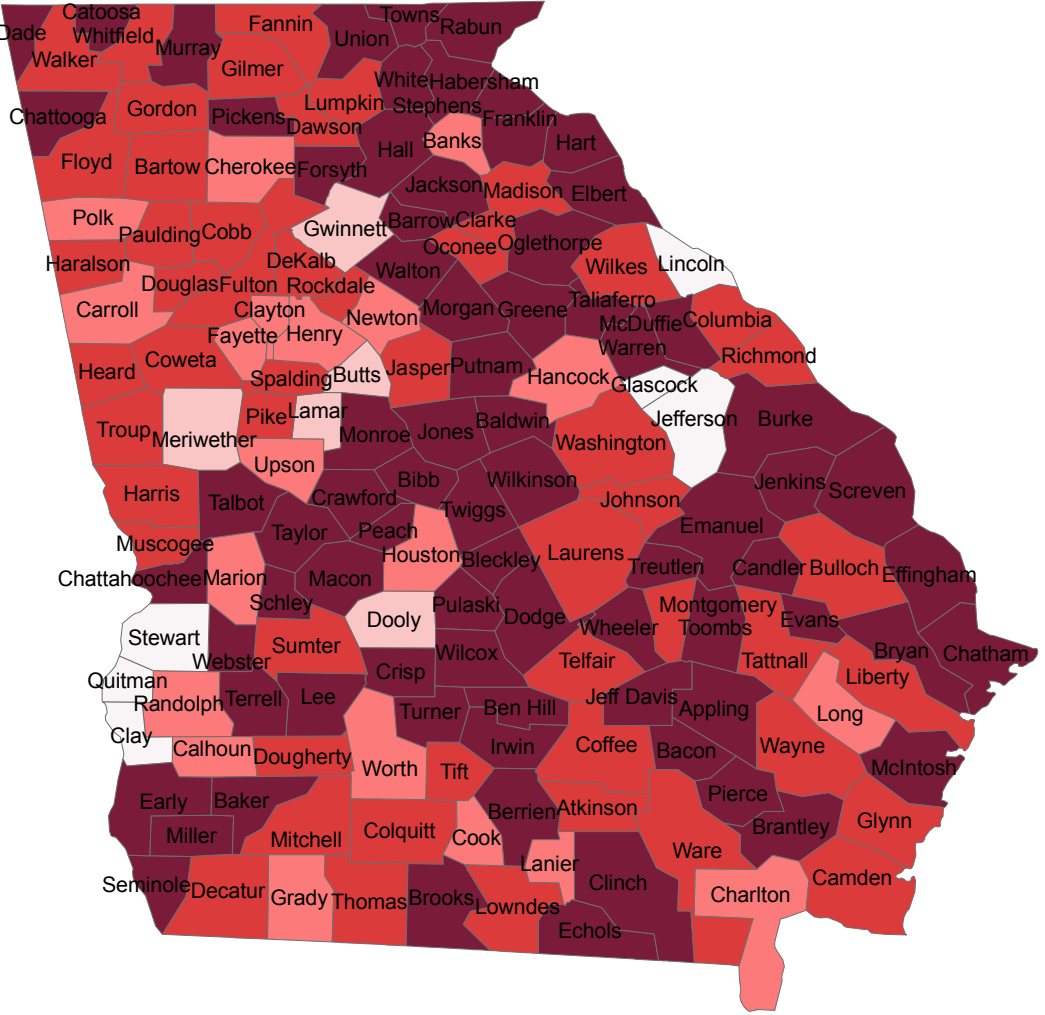 Catoosa
Towns
Dade
Whitfield
Fannin
Union
Rabun
Walker
Murray
Gilmer
White
Habersham
Chattooga
Gordon
Pickens
Lumpkin
Stephens
Dawson
Franklin
Floyd
Bartow
Cherokee
Forsyth
Hall
Banks
Hart
Jackson
Madison
Elbert
Polk
Paulding
Cobb
Gwinnett
Barrow
Clarke
Oconee
Oglethorpe
Haralson
DeKalb
Walton
Wilkes
Lincoln
Douglas
Fulton
Rockdale
Carroll
Clayton
Newton
Morgan
Greene
Taliaferro
McDuffie
Columbia
Fayette
Henry
Warren
Richmond
Heard
Coweta
Spalding
Butts
Jasper
Putnam
Hancock
Glascock
Troup
Meriwether
Pike
Lamar
Monroe
Jones
Baldwin
Washington
Jefferson
Burke
Upson
Harris
Talbot
Crawford
Bibb
Wilkinson
Johnson
Jenkins
Screven
Muscogee
Taylor
Peach
Twiggs
Emanuel
Chattahoochee
Marion
Macon
Houston
Bleckley
Laurens
Treutlen
Candler
Bulloch
Effingham
Schley
Stewart
Webster
Sumter
Dooly
Pulaski
Dodge
Wheeler
Montgomery
Toombs
Evans
Quitman
Crisp
Wilcox
Telfair
Tattnall
Bryan
Chatham
Randolph
Terrell
Lee
Turner
Ben Hill
Jeff Davis
Appling
Long
Liberty
Clay
Calhoun
Dougherty
Worth
Tift
Irwin
Coffee
Bacon
Wayne
McIntosh
Early
Baker
Berrien
Atkinson
Pierce
Miller
Mitchell
Colquitt
Cook
Brantley
Glynn
Seminole
Decatur
Grady
Thomas
Brooks
Lanier
Clinch
Ware
Charlton
Camden
Lowndes
Echols